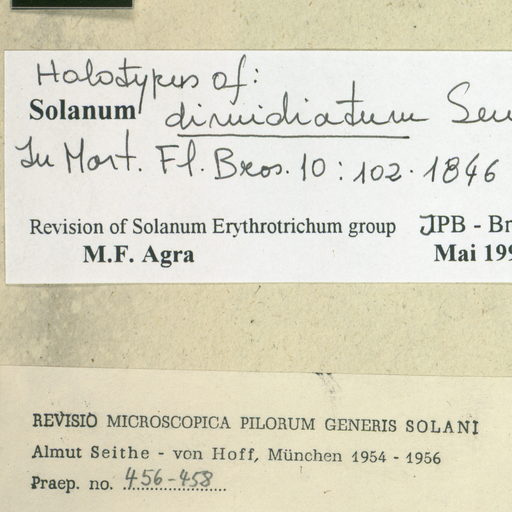 Holotypus of:
Solanum dimidiatum Sen
In Mart. Fl. Bras. 10: 102. 1846
Revision of Solanum Erythrotrichum group JPB - Br
M.F. Agra Mai 199
REVISIO MICROSCOPICA PILORUM GENERIS SOLANI
Almut Seithe - von Hoff, München 1954 - 1956
Praep. no. 456-458